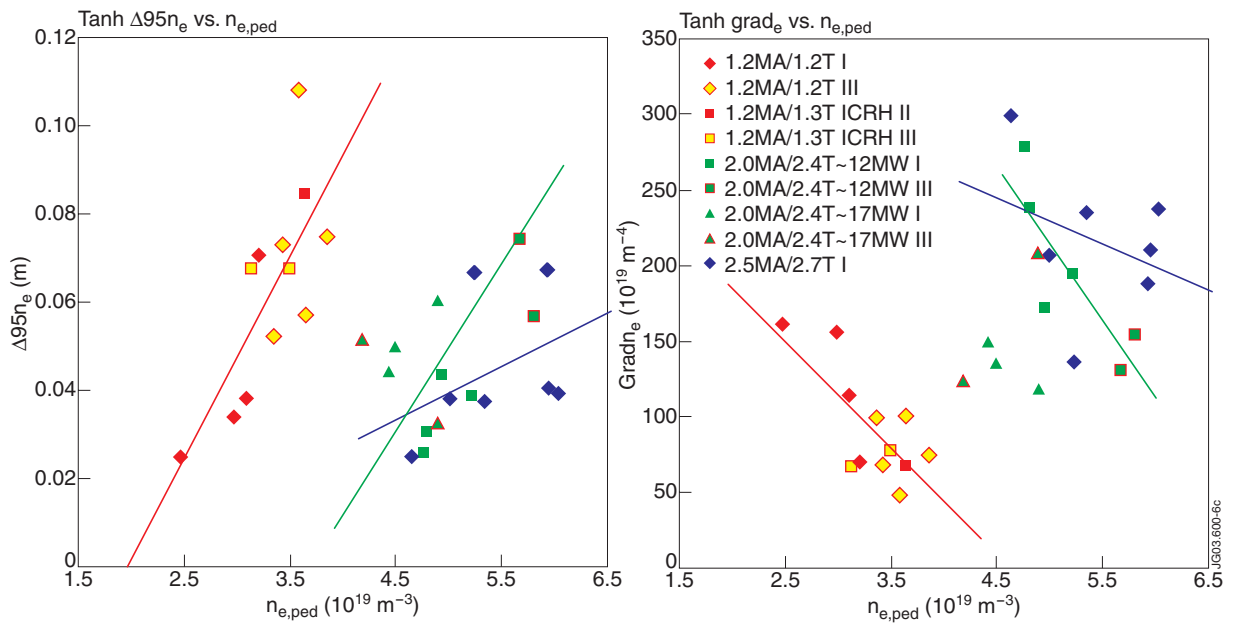 Tanh Δ95nₑ vs. nₑ,ped
0.12
0.10
0.08
0.06
0.04
0.02
0
Δ95nₑ (m)
1.5
2.5
3.5
4.5
5.5
6.5
nₑ,ped (10¹⁹ m⁻³)
Tanh gradₑ vs. nₑ,ped
350
300
250
200
150
100
50
0
Gradnₑ (10¹⁹ m⁻⁴)
1.2MA/1.2T I
1.2MA/1.2T III
1.2MA/1.3T ICRH II
1.2MA/1.3T ICRH III
2.0MA/2.4T~12MW I
2.0MA/2.4T~12MW III
2.0MA/2.4T~17MW I
2.0MA/2.4T~17MW III
2.5MA/2.7T I
1.5
2.5
3.5
4.5
5.5
6.5
nₑ,ped (10¹⁹ m⁻³)
JG03.600-6c